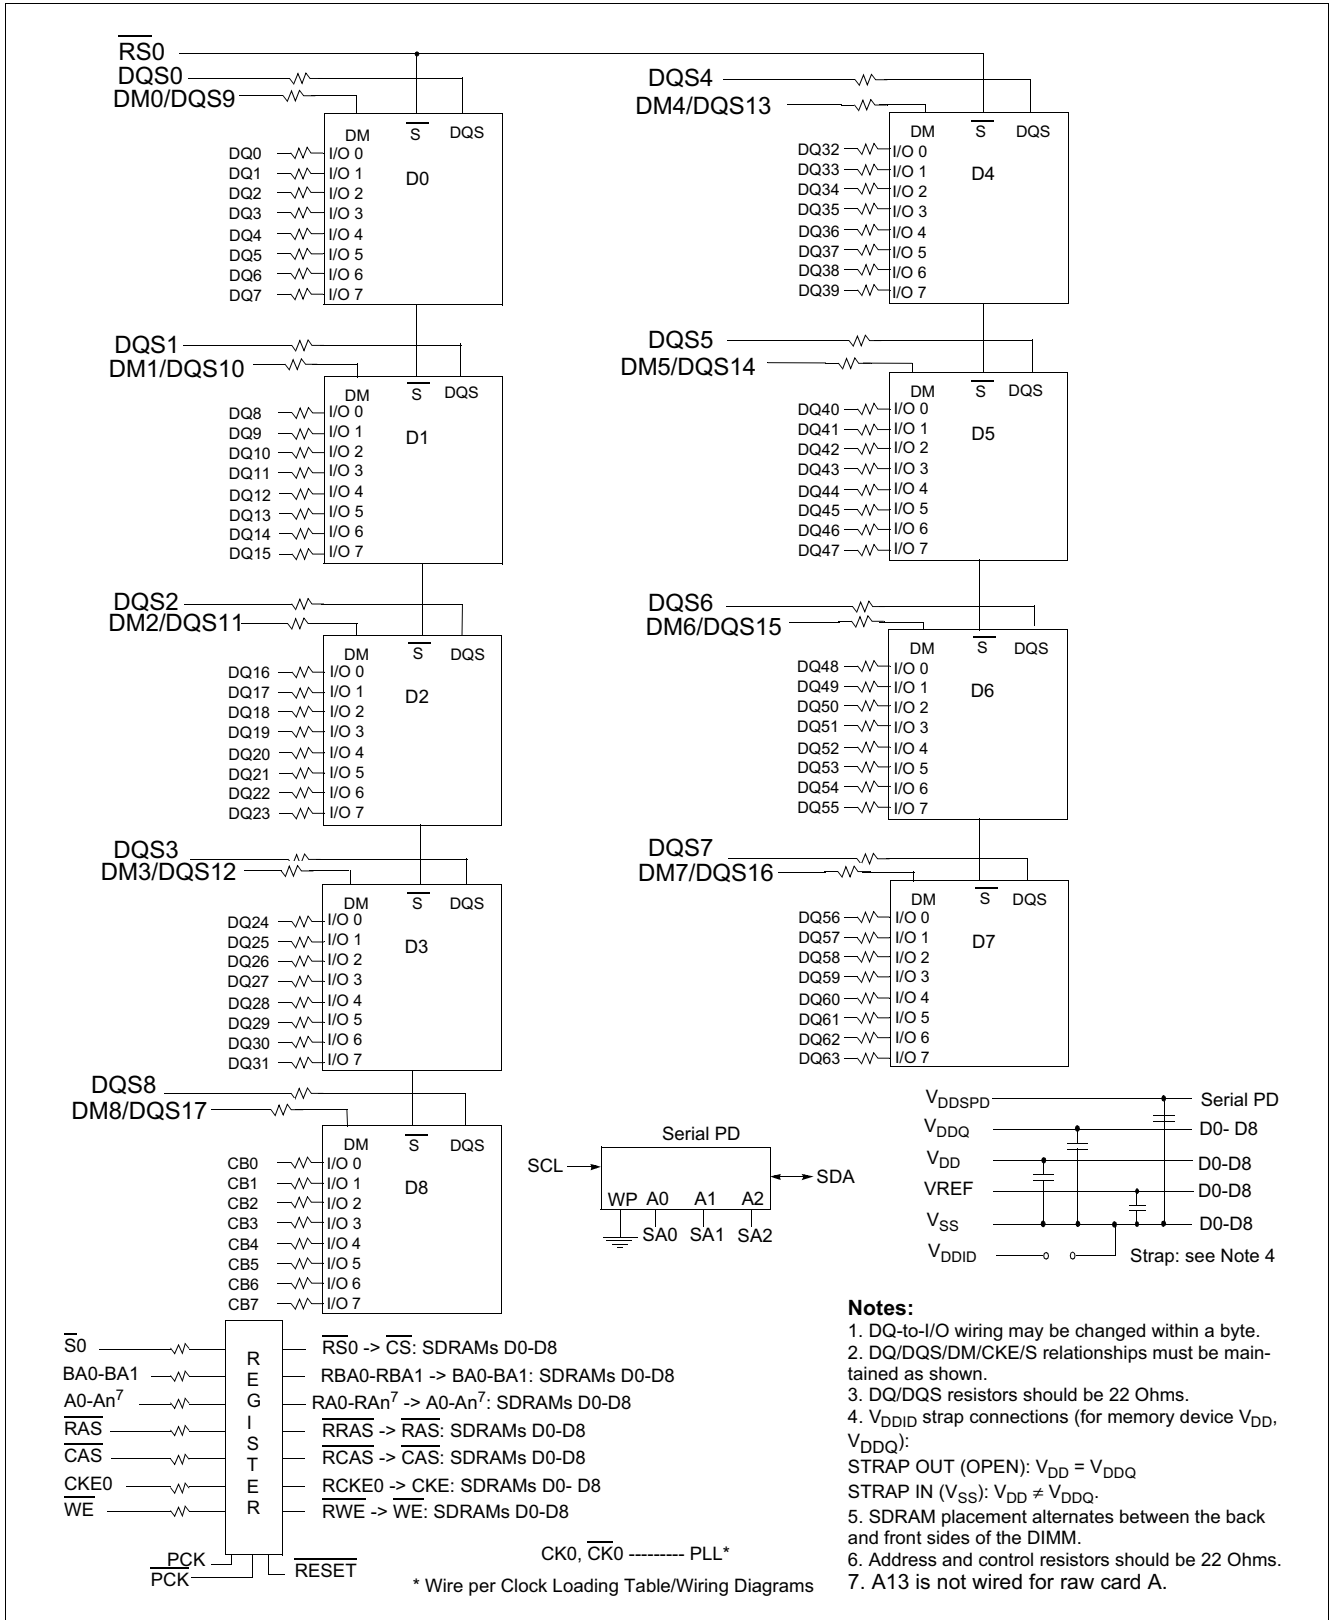 R̅S̅0
DQS0
DM0/DQS9
DM S̅ DQS
D0
DQ0 I/O 0
DQ1 I/O 1
DQ2 I/O 2
DQ3 I/O 3
DQ4 I/O 4
DQ5 I/O 5
DQ6 I/O 6
DQ7 I/O 7
DQS1
DM1/DQS10
DM S̅ DQS
D1
DQ8 I/O 0
DQ9 I/O 1
DQ10 I/O 2
DQ11 I/O 3
DQ12 I/O 4
DQ13 I/O 5
DQ14 I/O 6
DQ15 I/O 7
DQS2
DM2/DQS11
DM S̅ DQS
D2
DQ16 I/O 0
DQ17 I/O 1
DQ18 I/O 2
DQ19 I/O 3
DQ20 I/O 4
DQ21 I/O 5
DQ22 I/O 6
DQ23 I/O 7
DQS3
DM3/DQS12
DM S̅ DQS
D3
DQ24 I/O 0
DQ25 I/O 1
DQ26 I/O 2
DQ27 I/O 3
DQ28 I/O 4
DQ29 I/O 5
DQ30 I/O 6
DQ31 I/O 7
DQS8
DM8/DQS17
DM S̅ DQS
D8
CB0 I/O 0
CB1 I/O 1
CB2 I/O 2
CB3 I/O 3
CB4 I/O 4
CB5 I/O 5
CB6 I/O 6
CB7 I/O 7
DQS4
DM4/DQS13
DM S̅ DQS
D4
DQ32 I/O 0
DQ33 I/O 1
DQ34 I/O 2
DQ35 I/O 3
DQ36 I/O 4
DQ37 I/O 5
DQ38 I/O 6
DQ39 I/O 7
DQS5
DM5/DQS14
DM S̅ DQS
D5
DQ40 I/O 0
DQ41 I/O 1
DQ42 I/O 2
DQ43 I/O 3
DQ44 I/O 4
DQ45 I/O 5
DQ46 I/O 6
DQ47 I/O 7
DQS6
DM6/DQS15
DM S̅ DQS
D6
DQ48 I/O 0
DQ49 I/O 1
DQ50 I/O 2
DQ51 I/O 3
DQ52 I/O 4
DQ53 I/O 5
DQ54 I/O 6
DQ55 I/O 7
DQS7
DM7/DQS16
DM S̅ DQS
D7
DQ56 I/O 0
DQ57 I/O 1
DQ58 I/O 2
DQ59 I/O 3
DQ60 I/O 4
DQ61 I/O 5
DQ62 I/O 6
DQ63 I/O 7
Serial PD
SCL SDA
WP A0 A1 A2
SA0 SA1 SA2
VDDSPD Serial PD
VDDQ D0- D8
VDD D0-D8
VREF D0-D8
VSS D0-D8
VDDID Strap: see Note 4
REGISTER
S̅0 R̅S̅0 -> C̅S̅: SDRAMs D0-D8
BA0-BA1 RBA0-RBA1 -> BA0-BA1: SDRAMs D0-D8
A0-An⁷ RA0-RAn⁷ -> A0-An⁷: SDRAMs D0-D8
R̅A̅S̅ R̅R̅A̅S̅ -> R̅A̅S̅: SDRAMs D0-D8
C̅A̅S̅ R̅C̅A̅S̅ -> C̅A̅S̅: SDRAMs D0-D8
CKE0 RCKE0 -> CKE: SDRAMs D0- D8
W̅E̅ R̅W̅E̅ -> W̅E̅: SDRAMs D0-D8
PCK
P̅C̅K̅ R̅E̅S̅E̅T̅
CK0, C̅K̅0 --------- PLL*
* Wire per Clock Loading Table/Wiring Diagrams
Notes:
1. DQ-to-I/O wiring may be changed within a byte.
2. DQ/DQS/DM/CKE/S relationships must be main-
tained as shown.
3. DQ/DQS resistors should be 22 Ohms.
4. VDDID strap connections (for memory device VDD,
VDDQ):
STRAP OUT (OPEN): VDD = VDDQ
STRAP IN (VSS): VDD ≠ VDDQ.
5. SDRAM placement alternates between the back
and front sides of the DIMM.
6. Address and control resistors should be 22 Ohms.
7. A13 is not wired for raw card A.